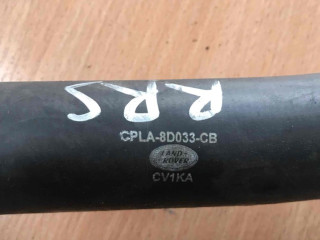 RRS
CPLA-8D033-CB
LAND
ROVER
CV1KA